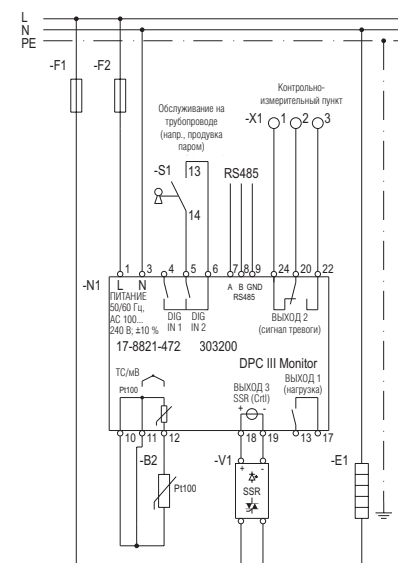 L
N
PE
-F1 -F2
Обслуживание на
трубопроводе
(напр., продувка
паром)
Контрольно-
измерительный пункт
-X1 1 2 3
-S1 13
RS485
14
1 3 4 5 6 7 8 9 24 20 22
-N1
L N
A B GND
RS485
ПИТАНИЕ
50/60 Гц,
AC 100...
240 В; ±10 %
DIG
IN 1
DIG
IN 2
ВЫХОД 2
(сигнал тревоги)
17-8821-472 303200
DPC III Monitor
ТС/мВ
Pt100
ВЫХОД 3
SSR (Crtl)
+ -
ВЫХОД 1
(нагрузка)
10 11 12 18 19 13 17
-B2 -V1 -E1
+ -
Pt100
SSR